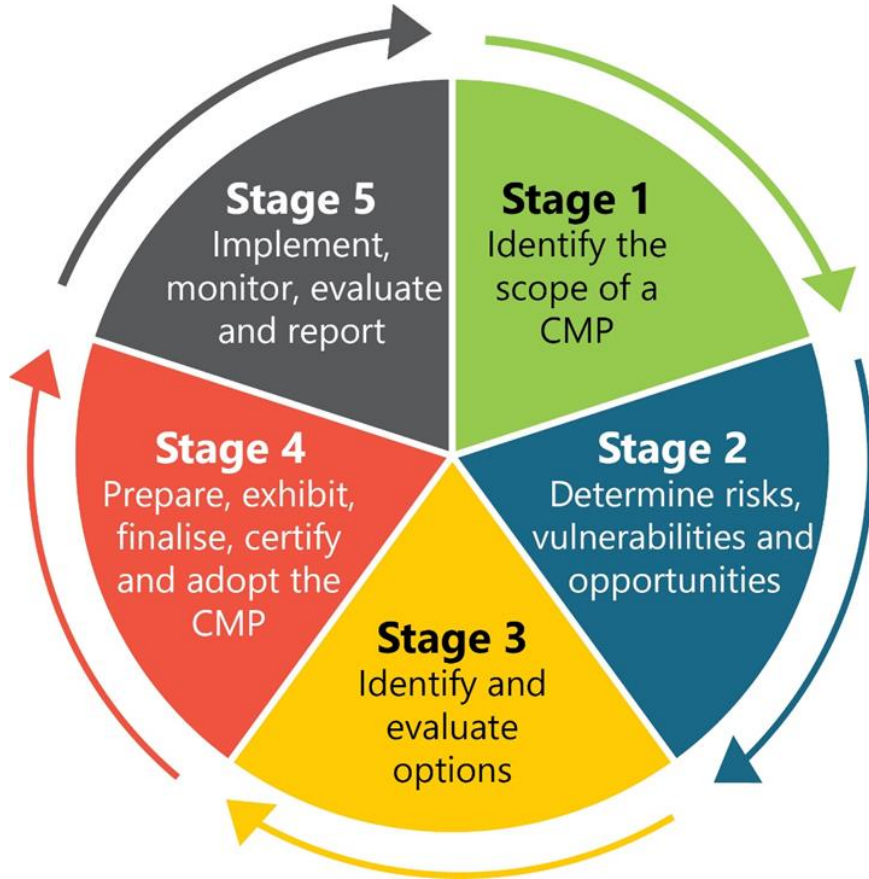 Stage 1
Identify the
scope of a
CMP
Stage 2
Determine risks,
vulnerabilities and
opportunities
Stage 3
Identify and
evaluate
options
Stage 4
Prepare, exhibit,
finalise, certify
and adopt the
CMP
Stage 5
Implement,
monitor, evaluate
and report